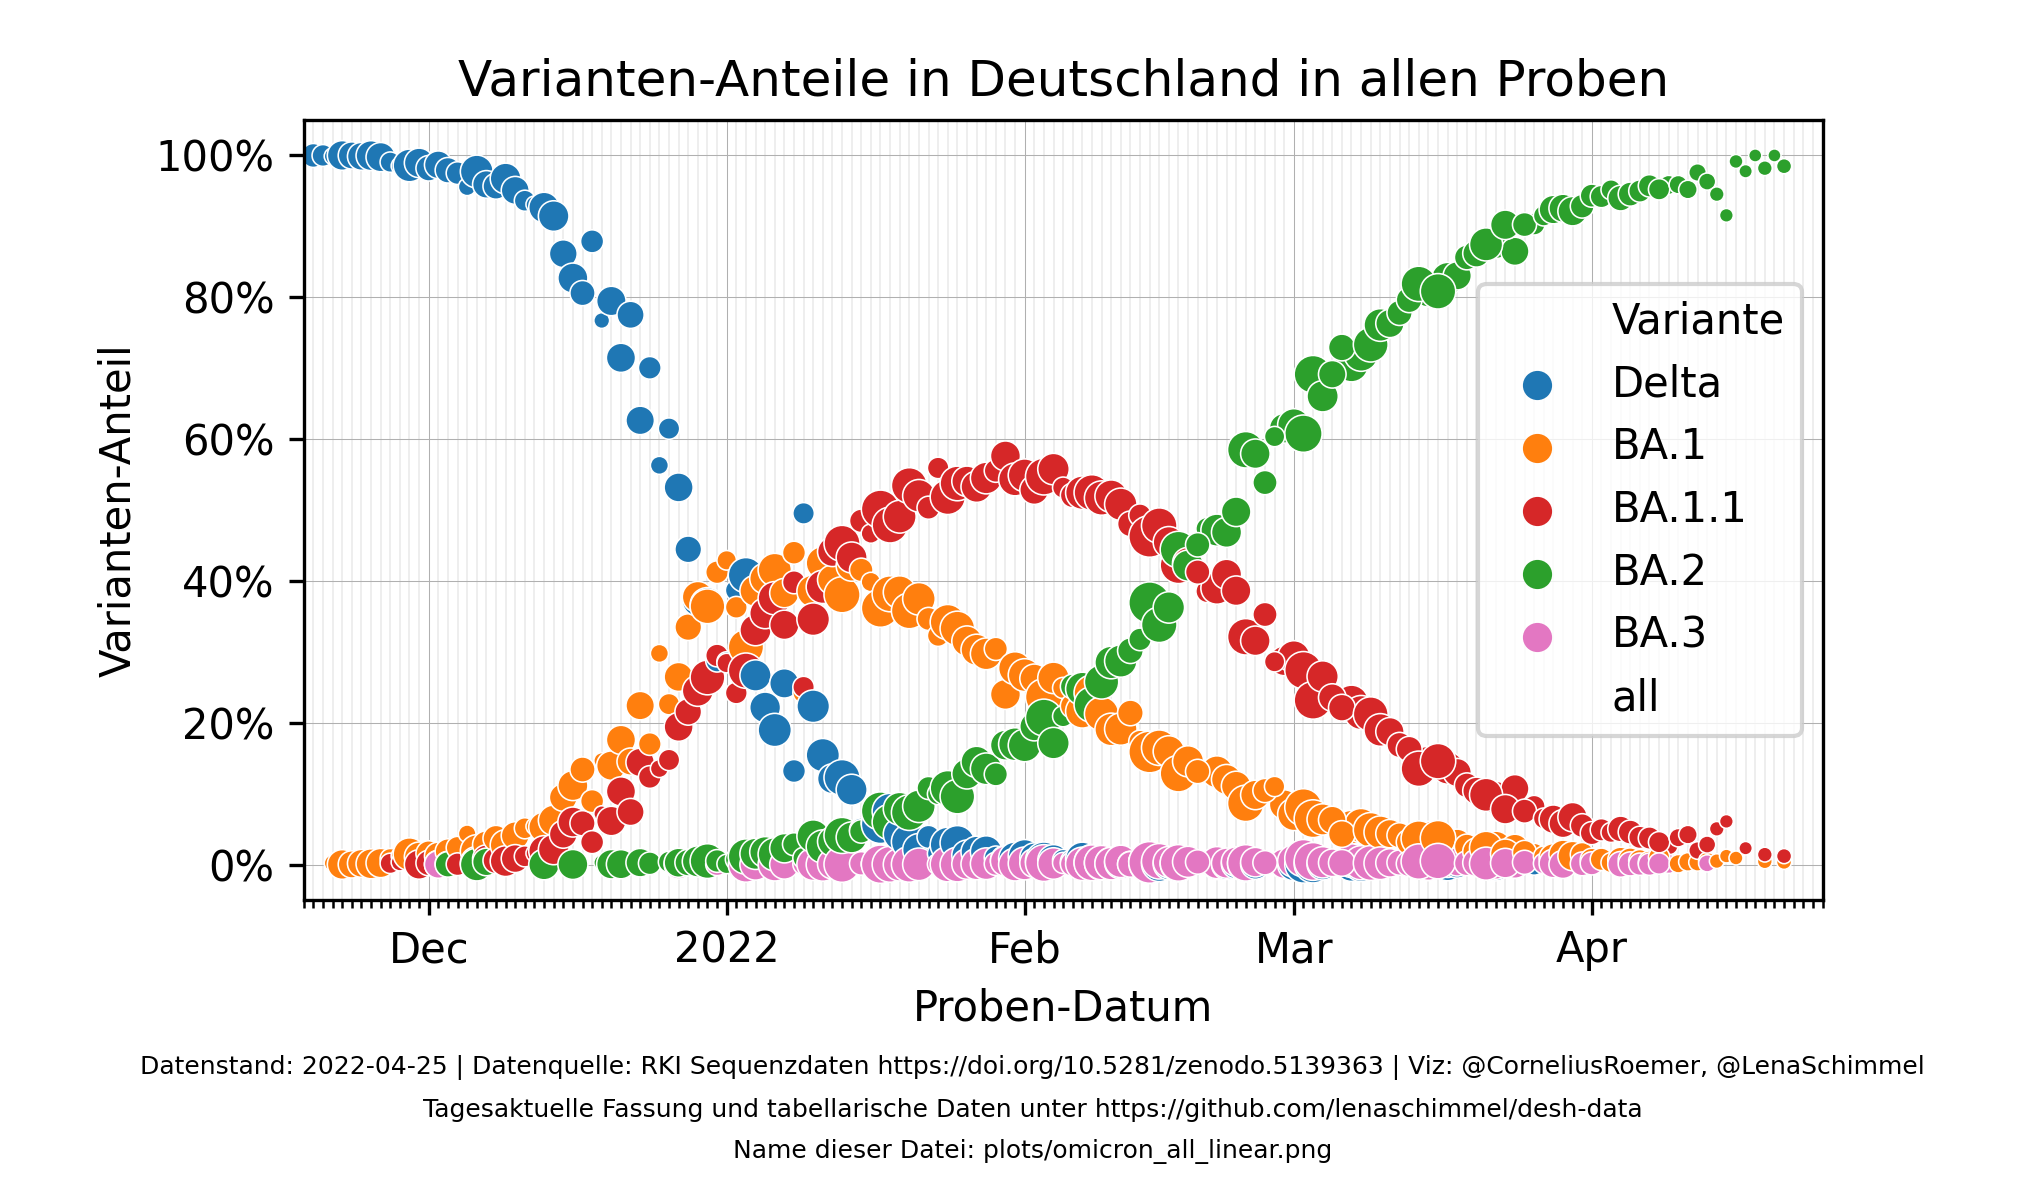 Varianten-Anteile in Deutschland in allen Proben
Varianten-Anteil
100%
80%
60%
40%
20%
0%
Variante
Delta
BA.1
BA.1.1
BA.2
BA.3
all
Dec
2022
Feb
Mar
Apr
Proben-Datum
Datenstand: 2022-04-25 | Datenquelle: RKI Sequenzdaten https://doi.org/10.5281/zenodo.5139363 | Viz: @CorneliusRoemer, @LenaSchimmel
Tagesaktuelle Fassung und tabellarische Daten unter https://github.com/lenaschimmel/desh-data
Name dieser Datei: plots/omicron_all_linear.png